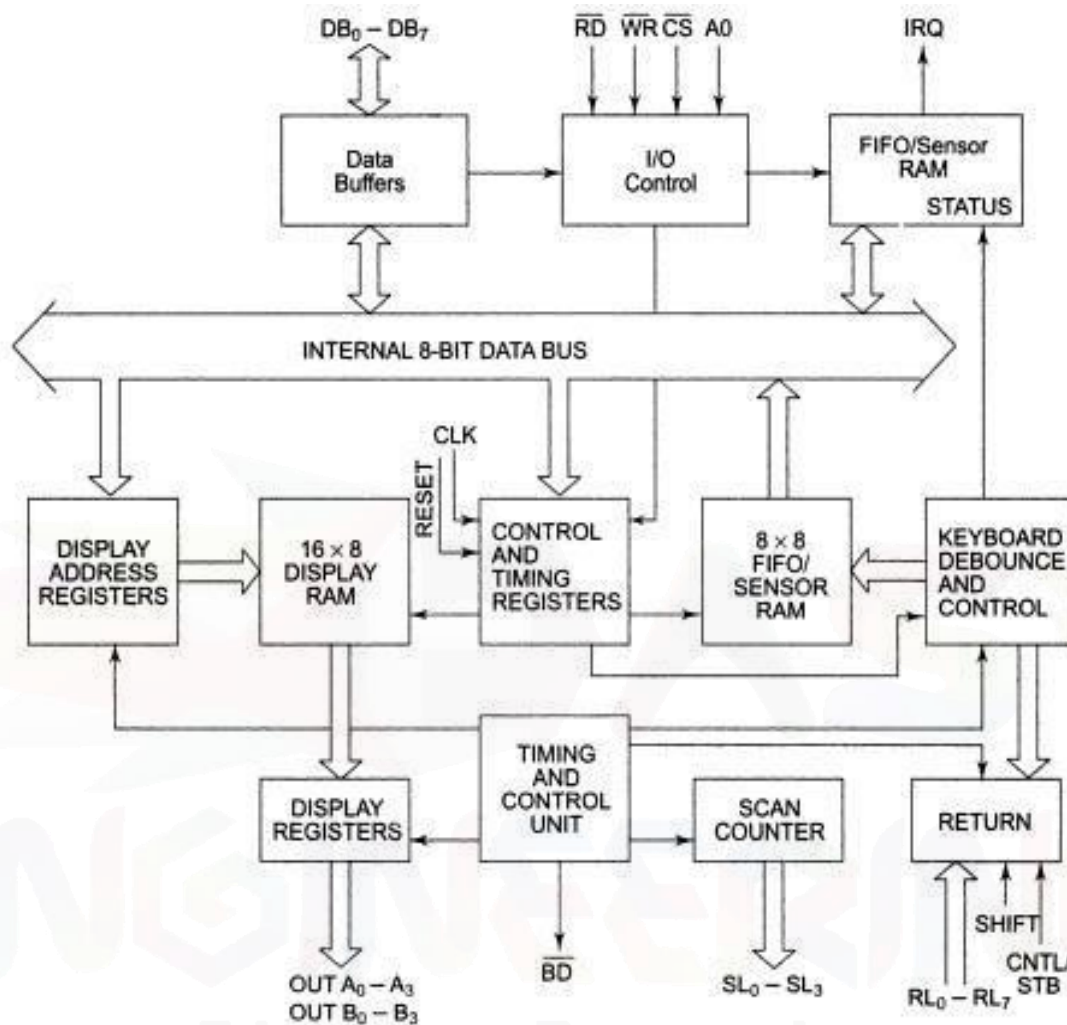 DB₀ – DB₇
RD WR CS A0
IRQ
Data
Buffers
I/O
Control
FIFO/Sensor
RAM
STATUS
INTERNAL 8-BIT DATA BUS
CLK
RESET
DISPLAY
ADDRESS
REGISTERS
16 × 8
DISPLAY
RAM
CONTROL
AND
TIMING
REGISTERS
8 × 8
FIFO/
SENSOR
RAM
KEYBOARD
DEBOUNCE
AND
CONTROL
DISPLAY
REGISTERS
TIMING
AND
CONTROL
UNIT
SCAN
COUNTER
RETURN
SHIFT
CNTL/
STB
OUT A₀ – A₃
OUT B₀ – B₃
BD
SL₀ – SL₃
RL₀ – RL₇